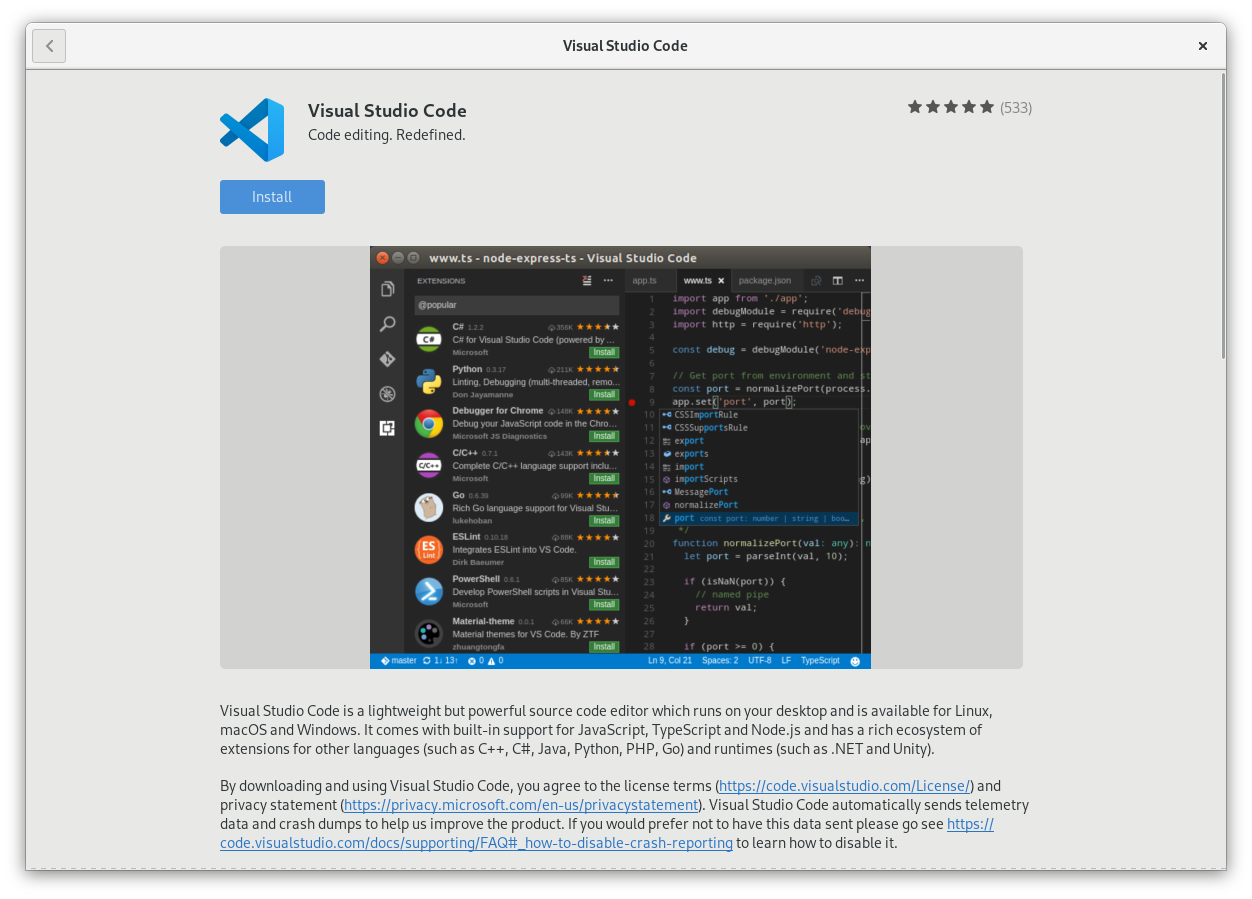 Visual Studio Code
Visual Studio Code
Code editing. Redefined.
(533)
Install
www.ts - node-express-ts - Visual Studio Code
EXTENSIONS
@popular
C# 1.2.2 356K
C# for Visual Studio Code (powered by ...
Microsoft Install
Python 0.3.17 211K
Linting, Debugging (multi-threaded, remo...
Don Jayamanne Install
Debugger for Chrome 148K
Debug your JavaScript code in the Chro...
Microsoft JS Diagnostics Install
C/C++ 0.7.1 143K
C/C++
Complete C/C++ language support inclu...
Microsoft Install
Go 0.6.39 99K
Rich Go language support for Visual Stu...
lukehoban Install
ESLint 0.10.18 88K
ES
Lint
Integrates ESLint into VS Code.
Dirk Baeumer Install
PowerShell 0.6.1 85K
Develop PowerShell scripts in Visual Stu...
Microsoft Install
Material-theme 0.0.1 66K
Material themes for VS Code. By ZTF
zhuangtongfa Install
app.ts www.ts package.json
1 import app from './app';
2 import debugModule = require('debug
3 import http = require('http');
4
5 const debug = debugModule('node-exp
6
7 // Get port from environment and st
8 const port = normalizePort(process.
9 app.set('port', port);
10 CSSImportRule
11 CSSSupportsRule
12 export
13 exports
14 import
15 importScripts
16 MessagePort
17 normalizePort
18 port const port: number | string | boo...
19 */
20 function normalizePort(val: any): n
21 let port = parseInt(val, 10);
22
23 if (isNaN(port)) {
24 // named pipe
25 return val;
26 }
27
28 if (port >= 0) {
master 1↓ 13↑ 0 0 Ln 9, Col 21 Spaces: 2 UTF-8 LF TypeScript
Visual Studio Code is a lightweight but powerful source code editor which runs on your desktop and is available for Linux,
macOS and Windows. It comes with built-in support for JavaScript, TypeScript and Node.js and has a rich ecosystem of
extensions for other languages (such as C++, C#, Java, Python, PHP, Go) and runtimes (such as .NET and Unity).
By downloading and using Visual Studio Code, you agree to the license terms (https://code.visualstudio.com/License/) and
privacy statement (https://privacy.microsoft.com/en-us/privacystatement). Visual Studio Code automatically sends telemetry
data and crash dumps to help us improve the product. If you would prefer not to have this data sent please go see https://
code.visualstudio.com/docs/supporting/FAQ#_how-to-disable-crash-reporting to learn how to disable it.